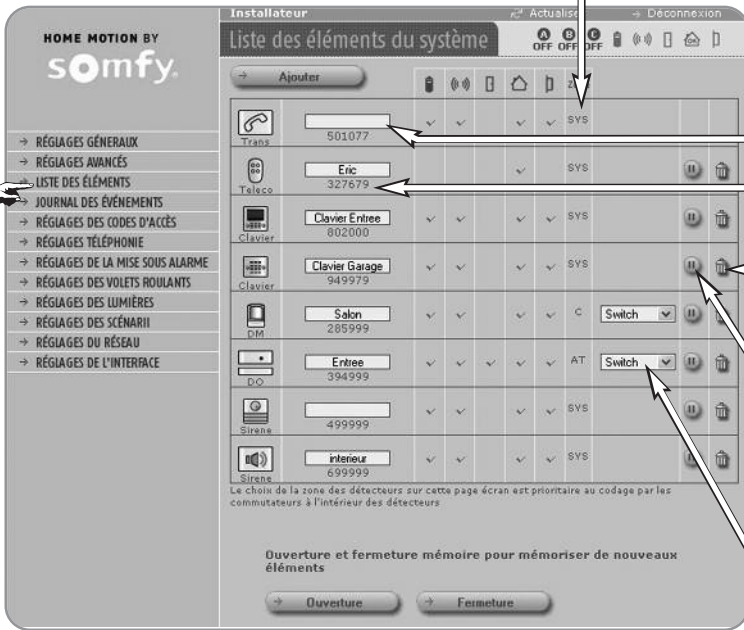 Installateur
Actualiser → Déconnexion
HOME MOTION BY
somfy.
Liste des éléments du système
A B C
OFF OFF OFF
→ Ajouter
→ RÉGLAGES GÉNERAUX
→ RÉGLAGES AVANCÉS
→ LISTE DES ÉLÉMENTS
→ JOURNAL DES ÉVÉNEMENTS
→ RÉGLAGES DES CODES D'ACCÈS
→ RÉGLAGES TÉLÉPHONIE
→ RÉGLAGES DE LA MISE SOUS ALARME
→ RÉGLAGES DES VOLETS ROULANTS
→ RÉGLAGES DES LUMIÈRES
→ RÉGLAGES DES SCÉNARII
→ RÉGLAGES DU RÉSEAU
→ RÉGLAGES DE L'INTERFACE
SYS
Trans 501077
Eric SYS
Teleco 327679
Clavier Entree SYS
Clavier 802000
Clavier Garage SYS
Clavier 949979
Salon C Switch
DM 285999
Entree AT Switch
DO 394999
SYS
Sirene 499999
interieur SYS
Sirene 699999
Le choix de la zone des détecteurs sur cette page écran est prioritaire au codage par les
commutateurs à l'intérieur des détecteurs
Ouverture et fermeture mémoire pour mémoriser de nouveaux
éléments
→ Ouverture → Fermeture